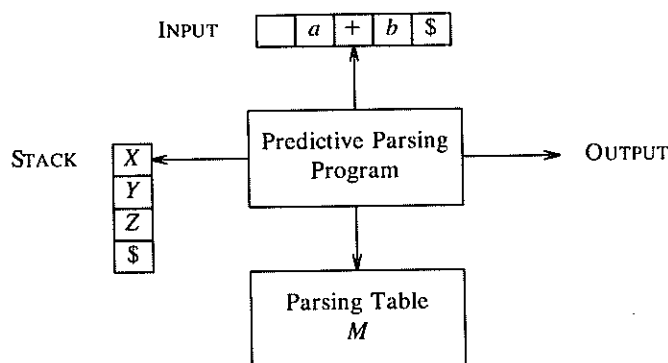 INPUT a + b $
Predictive Parsing
Program
STACK
X
Y
Z
$
OUTPUT
Parsing Table
M